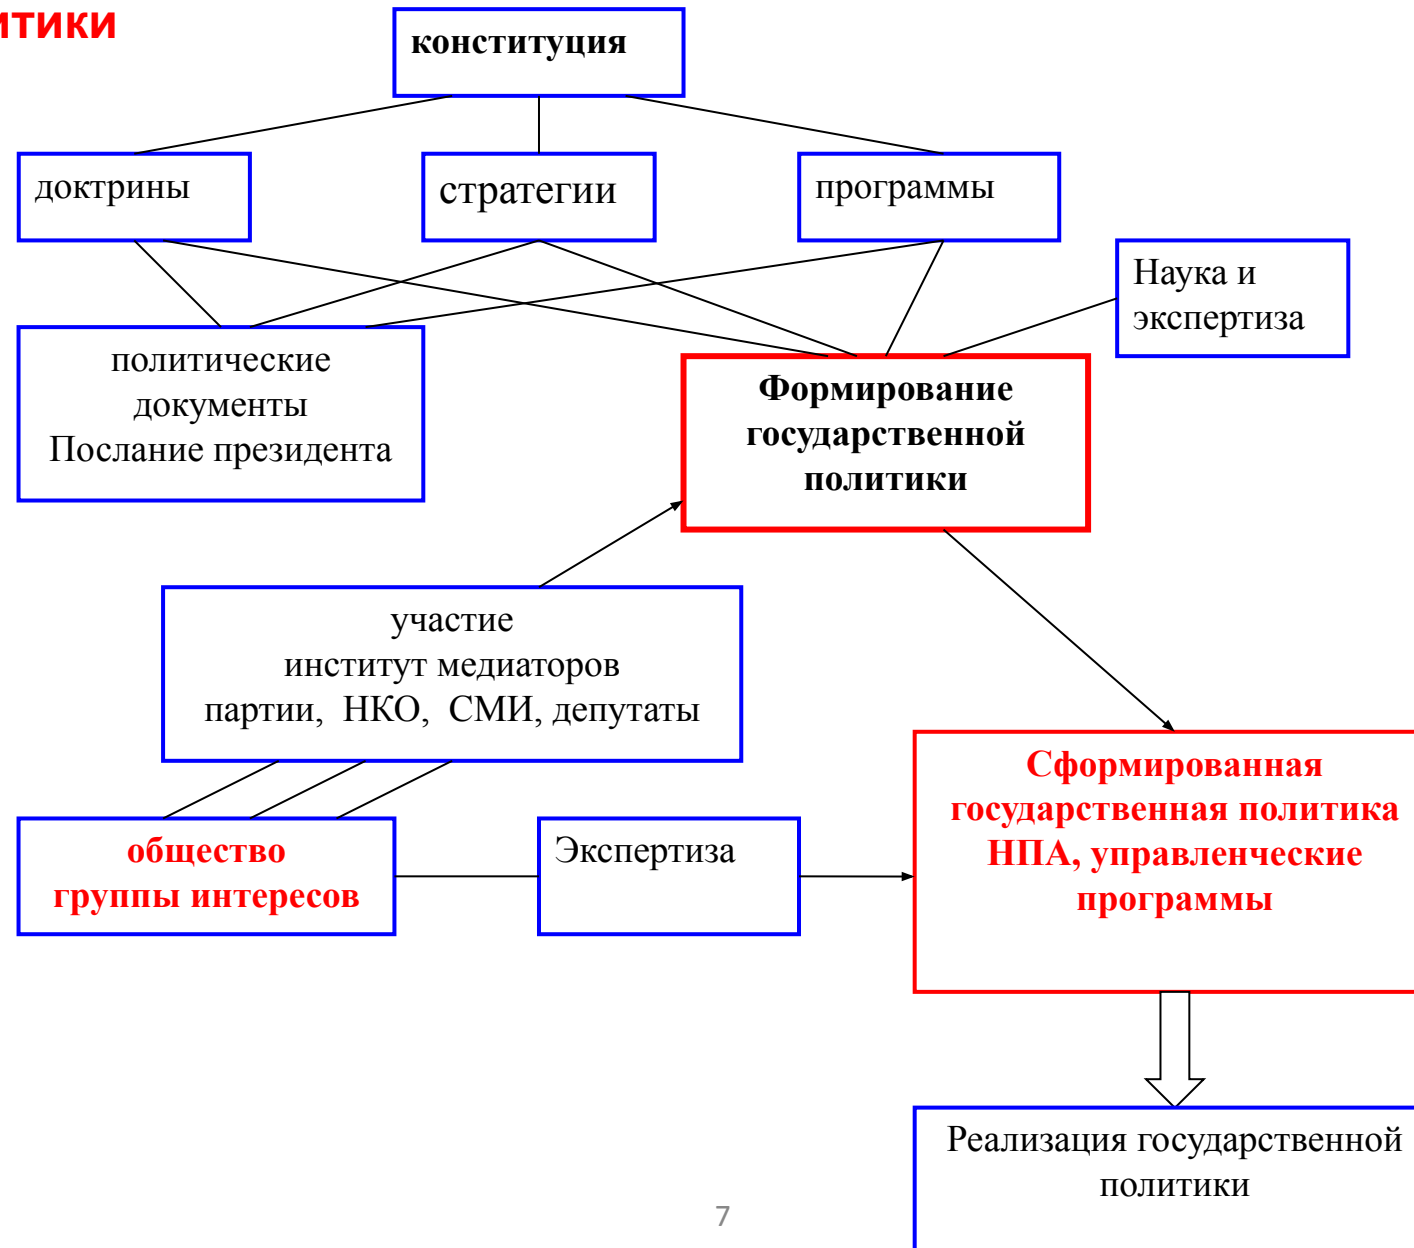 итики
конституция
доктрины
стратегии
программы
Наука и
экспертиза
политические
документы
Послание президента
Формирование
государственной
политики
участие
институт медиаторов
партии, НКО, СМИ, депутаты
Сформированная
государственная политика
НПА, управленческие
программы
общество
группы интересов
Экспертиза
Реализация государственной
политики
7